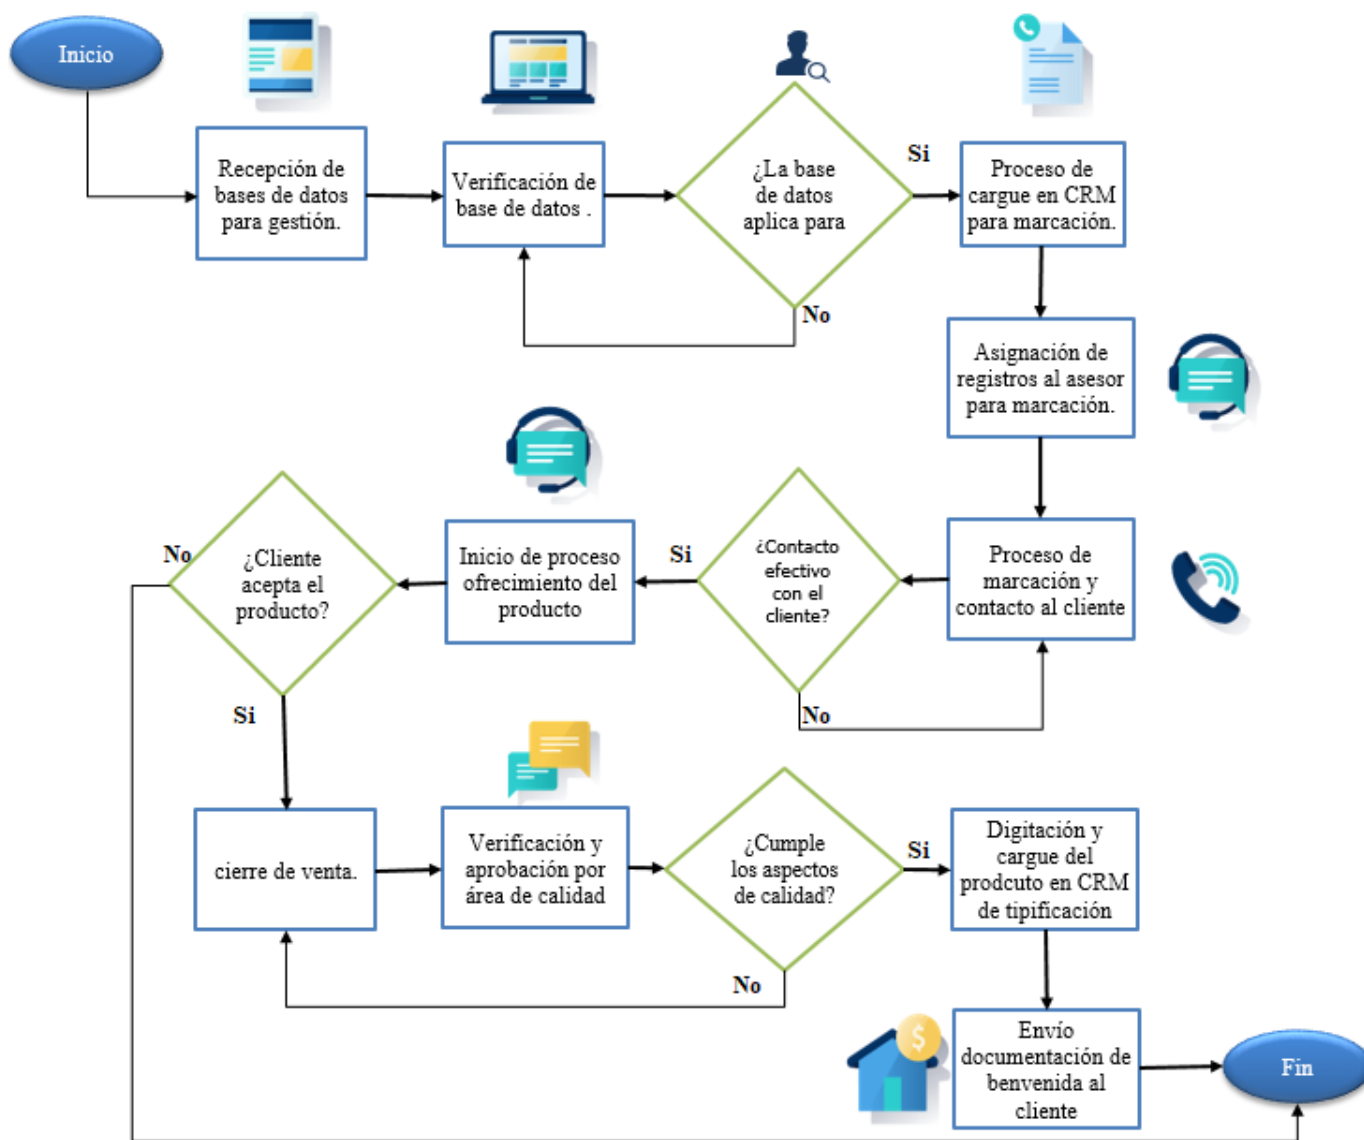 Inicio
Recepción de
bases de datos
para gestión.
Verificación de
base de datos .
¿La base
de datos
aplica para
Si
No
Proceso de
cargue en CRM
para marcación.
Asignación de
registros al asesor
para marcación.
Proceso de
marcación y
contacto al cliente
¿Contacto
efectivo
con el
cliente?
Si
No
Inicio de proceso
ofrecimiento del
producto
¿Cliente
acepta el
producto?
No
Si
cierre de venta.
Verificación y
aprobación por
área de calidad
¿Cumple
los aspectos
de calidad?
Si
No
Digitación y
cargue del
prodcuto en CRM
de tipificación
Envío
documentación de
benvenida al
cliente
$
Fin